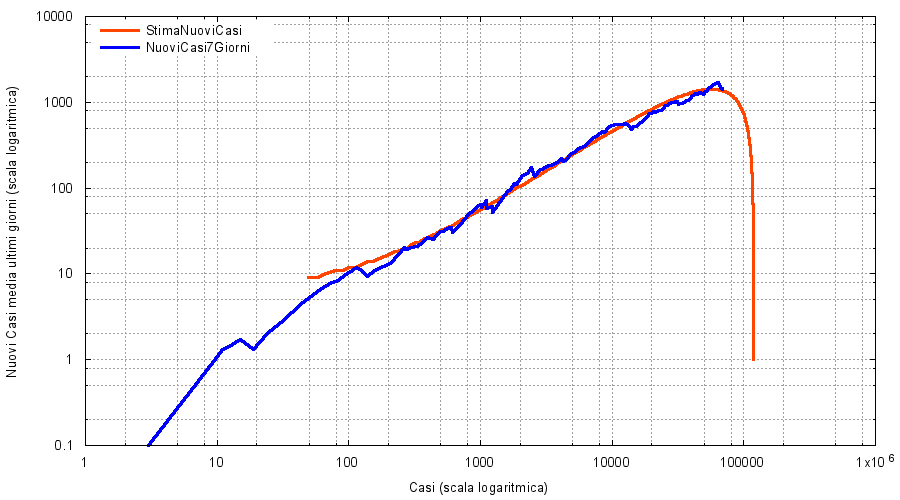 10000
StimaNuoviCasi
NuoviCasi7Giorni
1000
100
10
1
0.1
Nuovi Casi media ultimi giorni (scala logaritmica)
1 10 100 1000 10000 100000 1x10 6
Casi (scala logaritmica)